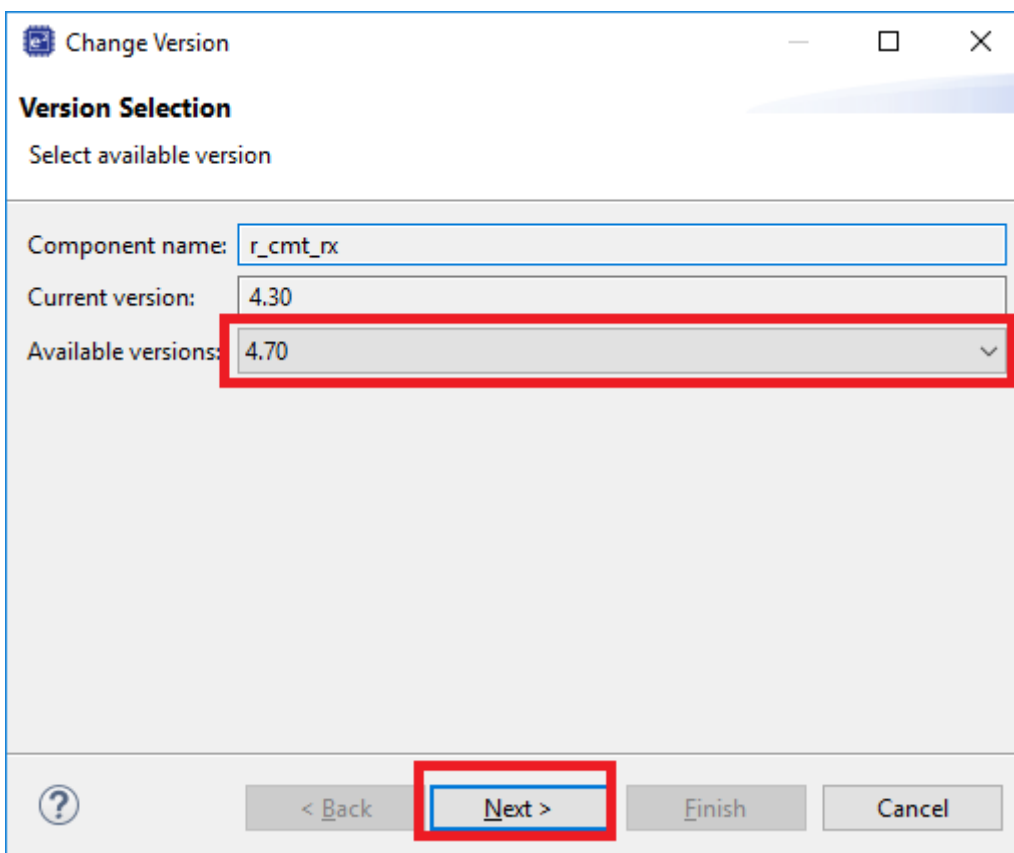 Change Version
Version Selection
Select available version
Component name: r_cmt_rx
Current version: 4.30
Available versions: 4.70
? < Back Next > Finish Cancel